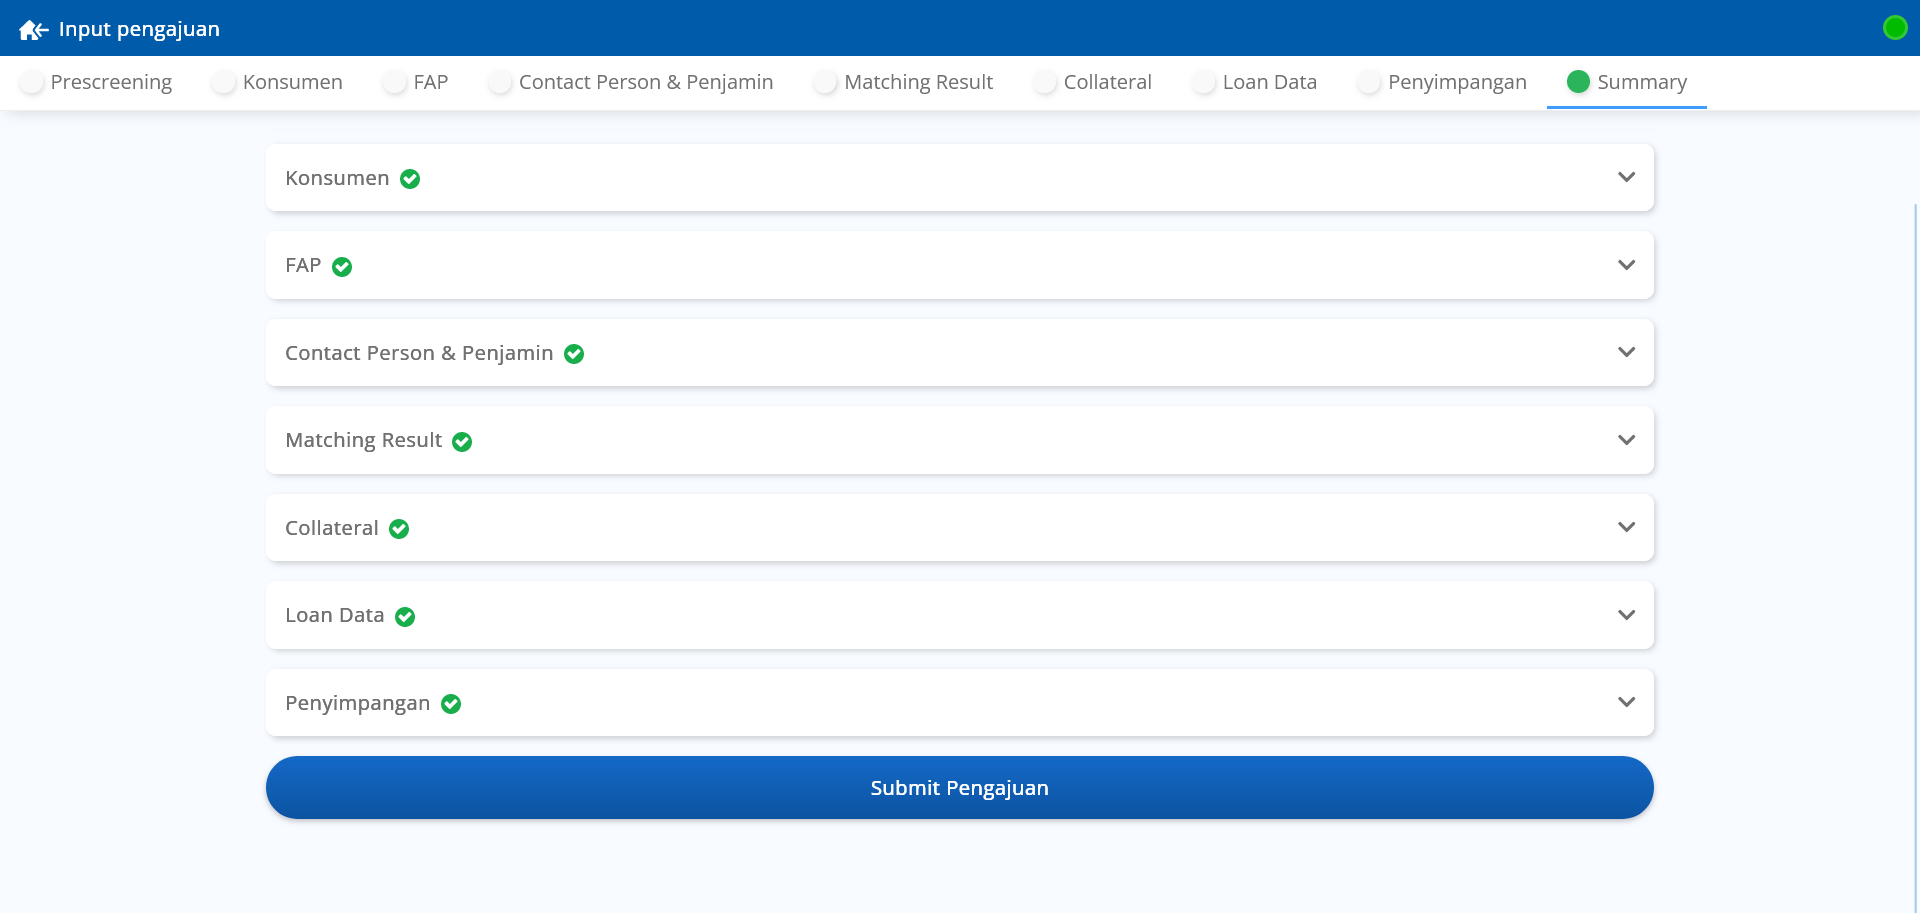 Input pengajuan
Prescreening Konsumen FAP Contact Person & Penjamin Matching Result Collateral Loan Data Penyimpangan Summary
Konsumen
FAP
Contact Person & Penjamin
Matching Result
Collateral
Loan Data
Penyimpangan
Submit Pengajuan